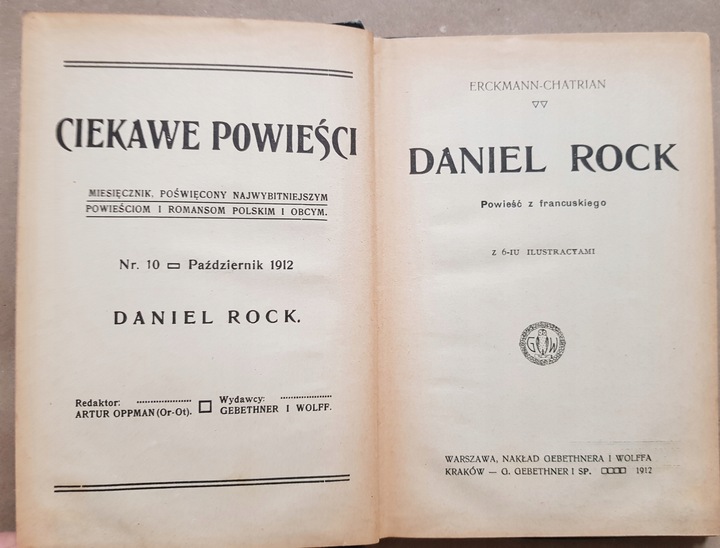 CIEKAWE POWIEŚCI
MIESIĘCZNIK, POŚWIĘCONY NAJWYBITNIEJSZYM
POWIEŚCIOM I ROMANSOM POLSKIM I OBCYM.
Nr. 10 ▭ Październik 1912
DANIEL ROCK.
Redaktor: ......................
ARTUR OPPMAN (Or-Ot).
□
Wydawcy: ......................
GEBETHNER I WOLFF.
ERCKMANN-CHATRIAN
▽▽
DANIEL ROCK
Powieść z francuskiego
Z 6-IU ILUSTRACYAMI
G W
WARSZAWA, NAKŁAD GEBETHNERA I WOLFFA
KRAKÓW — G. GEBETHNER I SP. □□□□ 1912